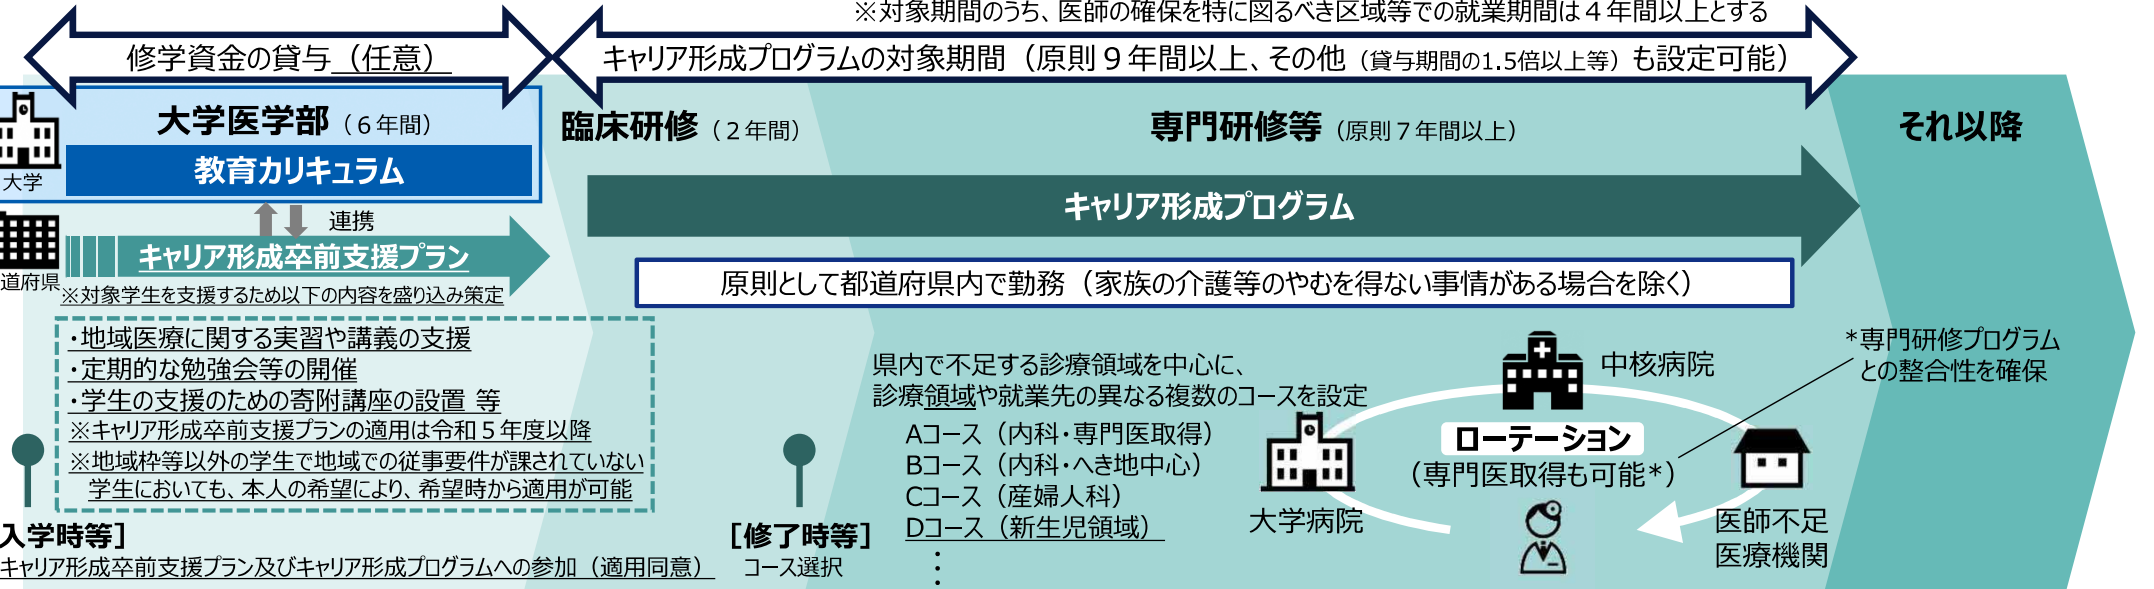 ※対象期間のうち、医師の確保を特に図るべき区域等での就業期間は４年間以上とする
修学資金の貸与（任意）
キャリア形成プログラムの対象期間（原則９年間以上、その他（貸与期間の1.5倍以上等）も設定可能）
大学医学部（６年間）
臨床研修（２年間）
専門研修等（原則７年間以上）
それ以降
教育カリキュラム
大学
キャリア形成プログラム
連携
キャリア形成卒前支援プラン
道府県
※対象学生を支援するため以下の内容を盛り込み策定
原則として都道府県内で勤務（家族の介護等のやむを得ない事情がある場合を除く）
・地域医療に関する実習や講義の支援
・定期的な勉強会等の開催
・学生の支援のための寄附講座の設置 等
※キャリア形成卒前支援プランの適用は令和５年度以降
※地域枠等以外の学生で地域での従事要件が課されていない
学生においても、本人の希望により、希望時から適用が可能
入学時等］
キャリア形成卒前支援プラン及びキャリア形成プログラムへの参加（適用同意）
［修了時等］
コース選択
県内で不足する診療領域を中心に、
診療領域や就業先の異なる複数のコースを設定
Aコース（内科・専門医取得）
Bコース（内科・へき地中心）
Cコース（産婦人科）
Dコース（新生児領域）
・
・
・
中核病院
ローテーション
（専門医取得も可能*）
大学病院
医師不足
医療機関
*専門研修プログラム
との整合性を確保